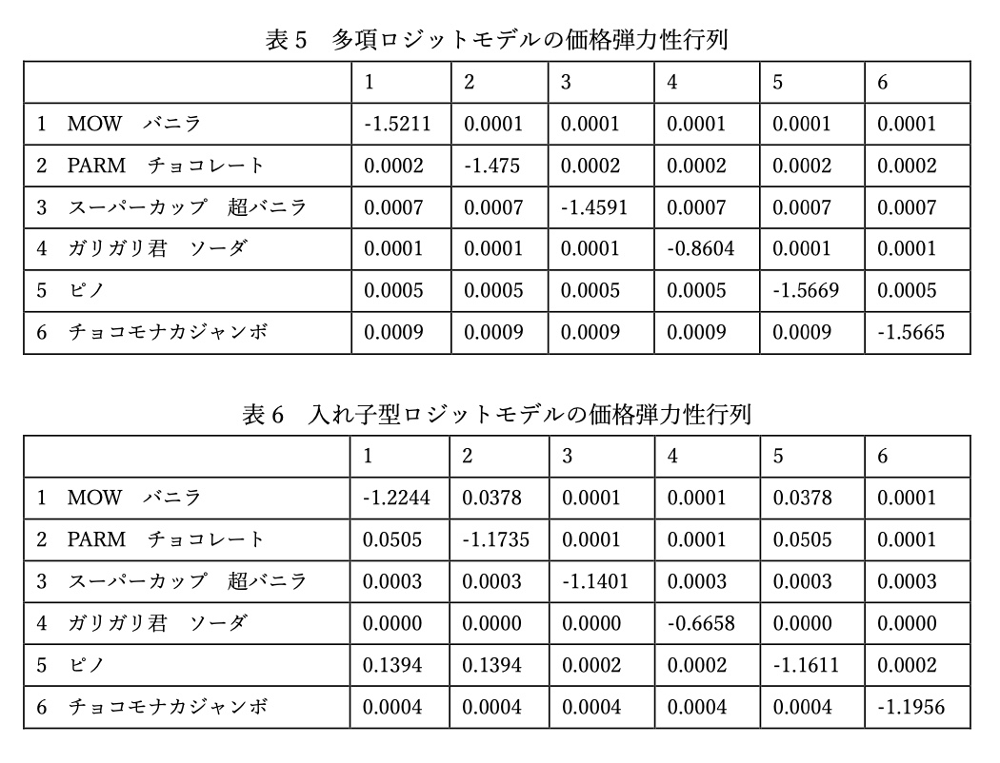 表 5　多項ロジットモデルの価格弾力性行列
1 2 3 4 5 6
1　MOW　バニラ -1.5211 0.0001 0.0001 0.0001 0.0001 0.0001
2　PARM　チョコレート 0.0002 -1.475 0.0002 0.0002 0.0002 0.0002
3　スーパーカップ　超バニラ 0.0007 0.0007 -1.4591 0.0007 0.0007 0.0007
4　ガリガリ君　ソーダ 0.0001 0.0001 0.0001 -0.8604 0.0001 0.0001
5　ピノ 0.0005 0.0005 0.0005 0.0005 -1.5669 0.0005
6　チョコモナカジャンボ 0.0009 0.0009 0.0009 0.0009 0.0009 -1.5665
表 6　入れ子型ロジットモデルの価格弾力性行列
1 2 3 4 5 6
1　MOW　バニラ -1.2244 0.0378 0.0001 0.0001 0.0378 0.0001
2　PARM　チョコレート 0.0505 -1.1735 0.0001 0.0001 0.0505 0.0001
3　スーパーカップ　超バニラ 0.0003 0.0003 -1.1401 0.0003 0.0003 0.0003
4　ガリガリ君　ソーダ 0.0000 0.0000 0.0000 -0.6658 0.0000 0.0000
5　ピノ 0.1394 0.1394 0.0002 0.0002 -1.1611 0.0002
6　チョコモナカジャンボ 0.0004 0.0004 0.0004 0.0004 0.0004 -1.1956